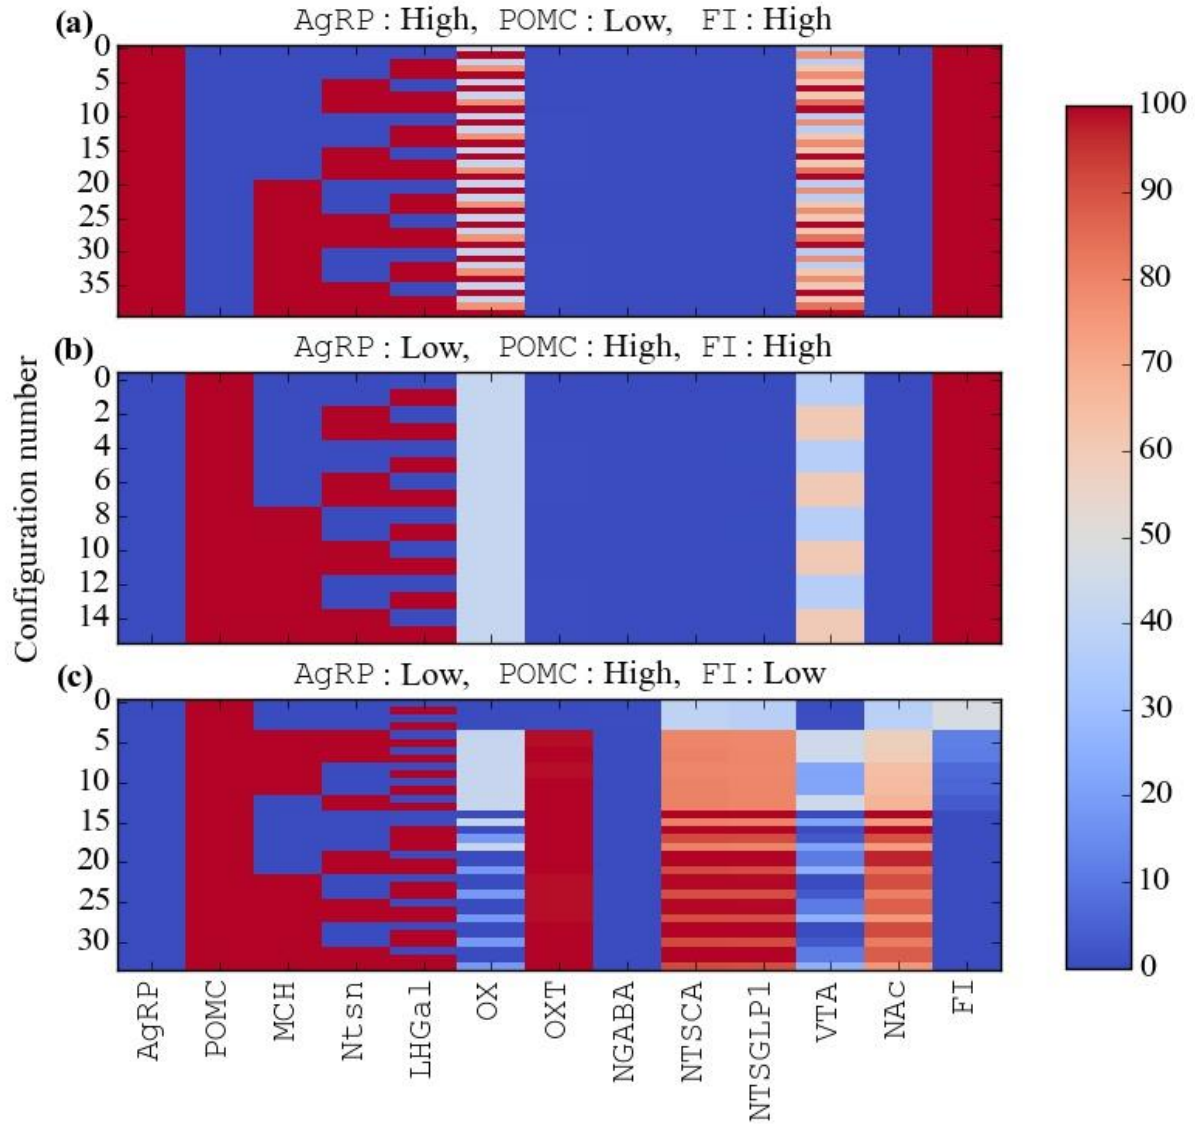 (a) AgRP: High, POMC: Low, FI: High
0
5
10
15
20
25
30
35
(b) AgRP: Low, POMC: High, FI: High
0
2
4
6
8
10
12
14
(c) AgRP: Low, POMC: High, FI: Low
0
5
10
15
20
25
30
Configuration number
AgRP
POMC
MCH
Ntsn
LHGal
OX
OXT
NGABA
NTSCA
NTSGLP1
VTA
NAc
FI
100
90
80
70
60
50
40
30
20
10
0